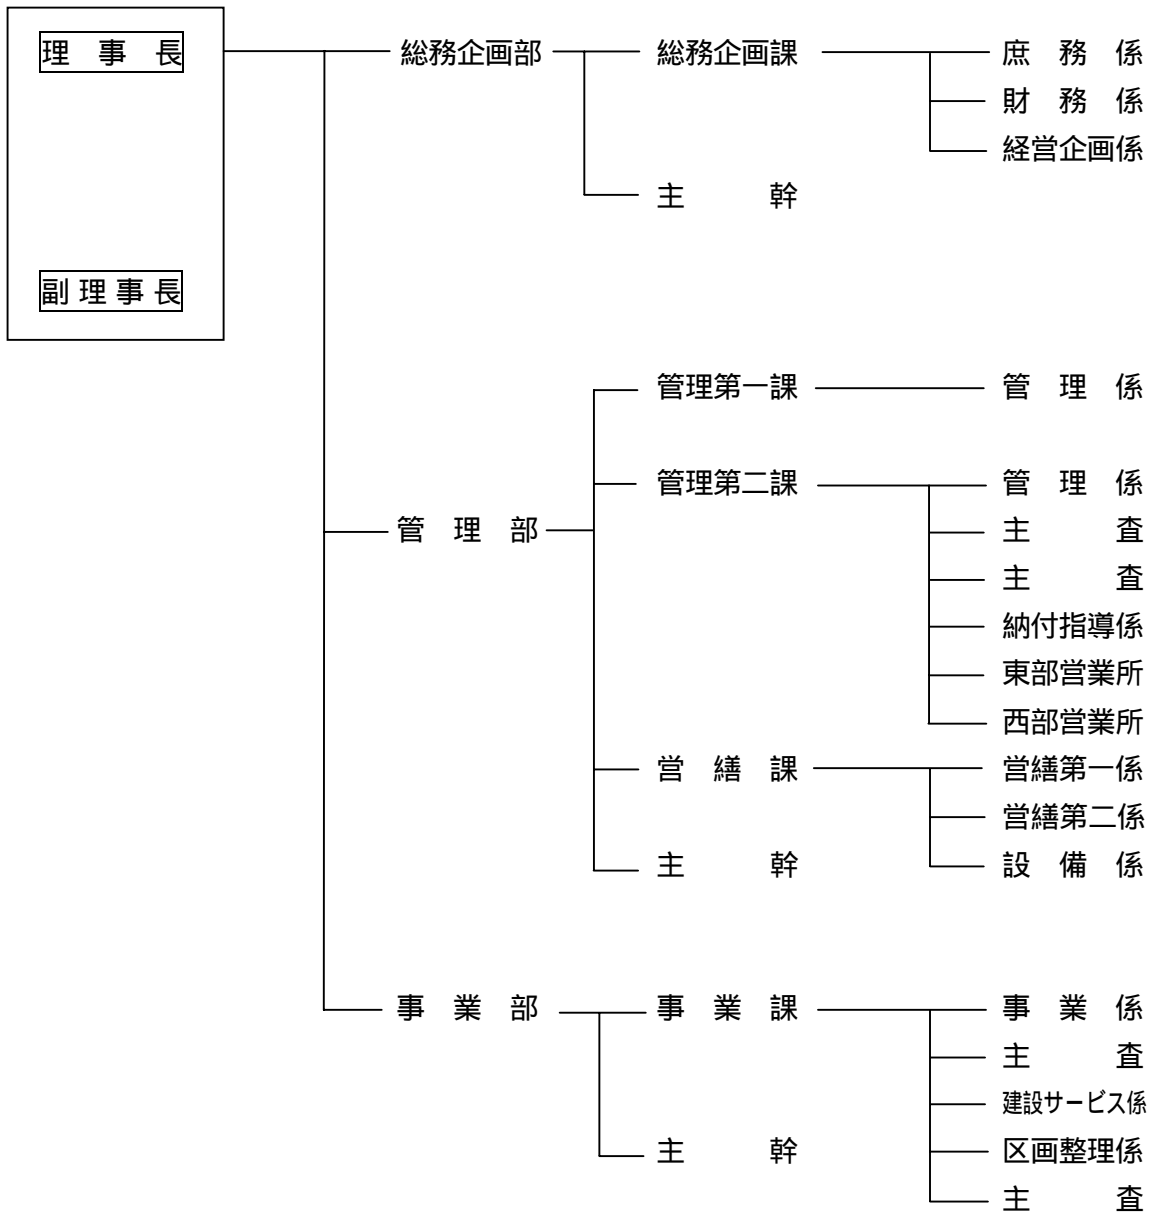 理　事　長　総務企画部　総務企画課　庶　務　係
財　務　係
経営企画係
主　　　幹
副 理 事 長
管理第一課　管　理　係
管理第二課　管　理　係
管　理　部　主　　　査
主　　　査
納付指導係
東部営業所
西部営業所
営　繕　課　営繕第一係
営繕第二係
主　　　幹　設　備　係
事　業　部　事　業　課　事　業　係
主　　　査
建設サービス係
主　　　幹　区画整理係
主　　　査